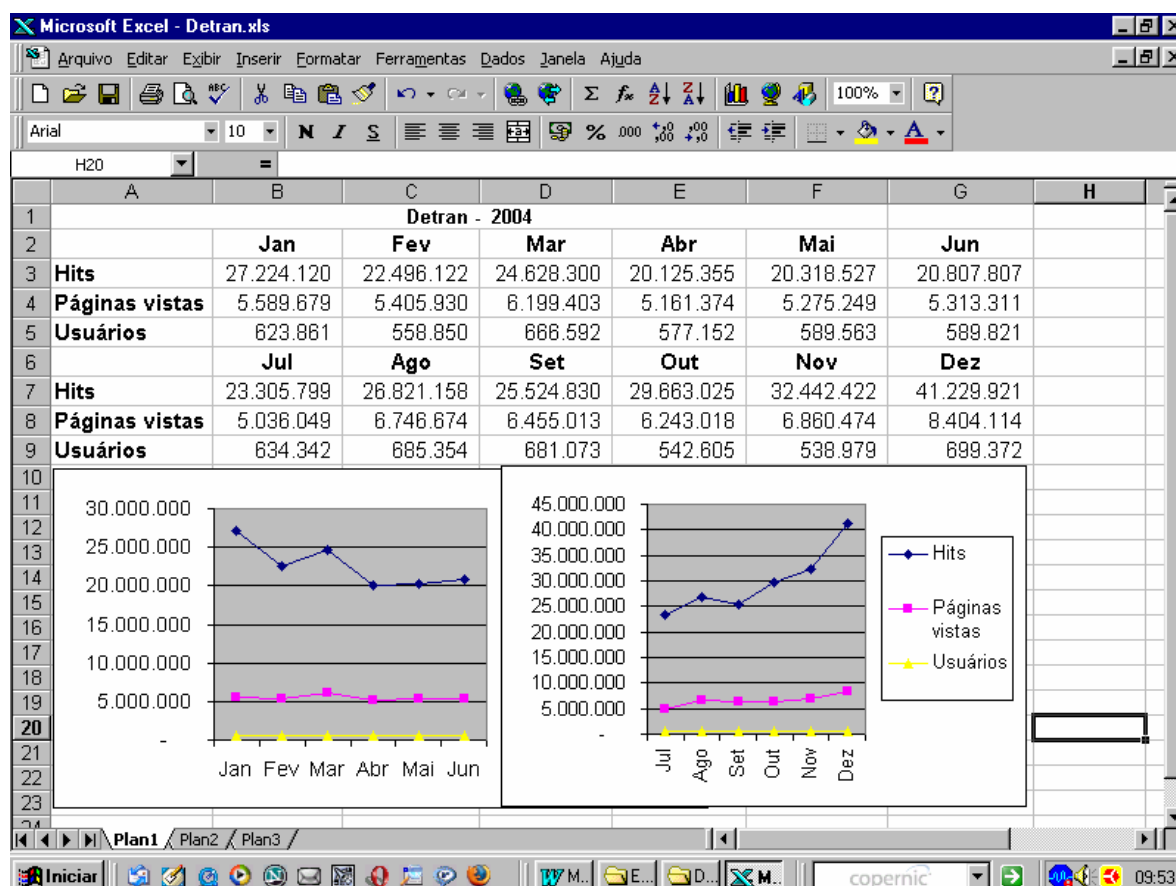 Microsoft Excel - Detran.xls
Arquivo Editar Exibir Inserir Formatar Ferramentas Dados Janela Ajuda
100%
Arial 10 N I S % 000
H20 =
A B C D E F G H
1 Detran - 2004
2 Jan Fev Mar Abr Mai Jun
3 Hits 27.224.120 22.496.122 24.628.300 20.125.355 20.318.527 20.807.807
4 Páginas vistas 5.589.679 5.405.930 6.199.403 5.161.374 5.275.249 5.313.311
5 Usuários 623.861 558.850 666.592 577.152 589.563 589.821
6 Jul Ago Set Out Nov Dez
7 Hits 23.305.799 26.821.158 25.524.830 29.663.025 32.442.422 41.229.921
8 Páginas vistas 5.036.049 6.746.674 6.455.013 6.243.018 6.860.474 8.404.114
9 Usuários 634.342 685.354 681.073 542.605 538.979 699.372
10
11
12
13
14
15
16
17
18
19
20
21
22
23
30.000.000
25.000.000
20.000.000
15.000.000
10.000.000
5.000.000
-
Jan Fev Mar Abr Mai Jun
45.000.000
40.000.000
35.000.000
30.000.000
25.000.000
20.000.000
15.000.000
10.000.000
5.000.000
-
Jul Ago Set Out Nov Dez
Hits
Páginas vistas
Usuários
Plan1 Plan2 Plan3
Iniciar M.. E... D... M.. copernic 09:53